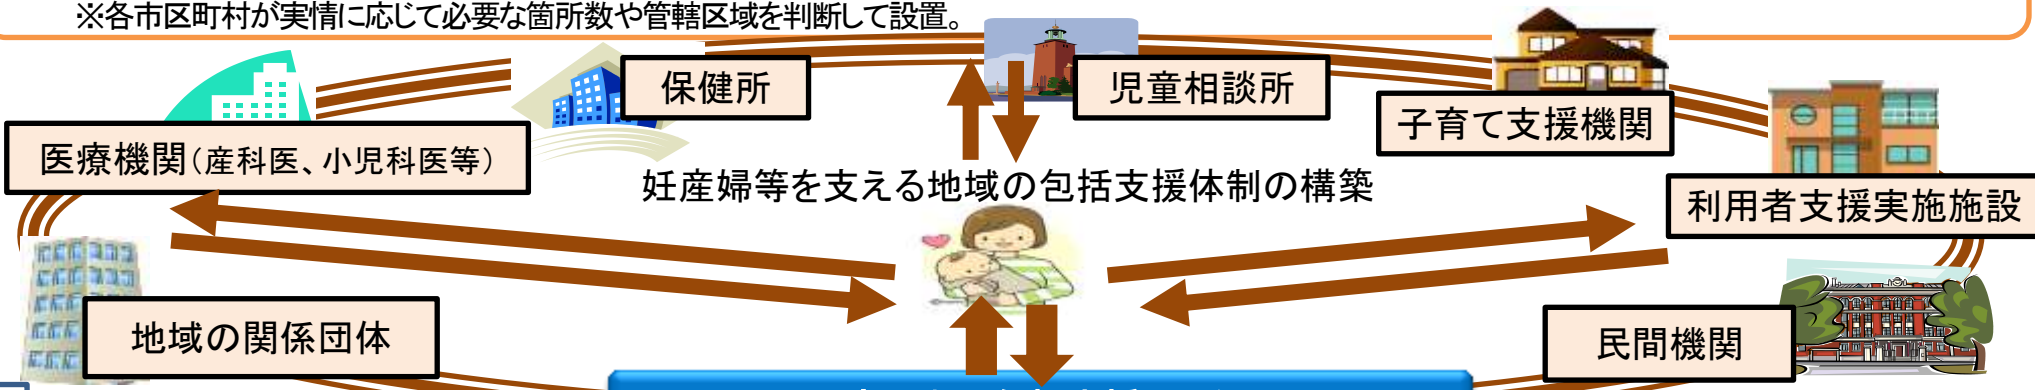 ※各市区町村が実情に応じて必要な箇所数や管轄区域を判断して設置。
保健所
児童相談所
子育て支援機関
医療機関(産科医、小児科医等)
妊産婦等を支える地域の包括支援体制の構築
利用者支援実施施設
地域の関係団体
民間機関